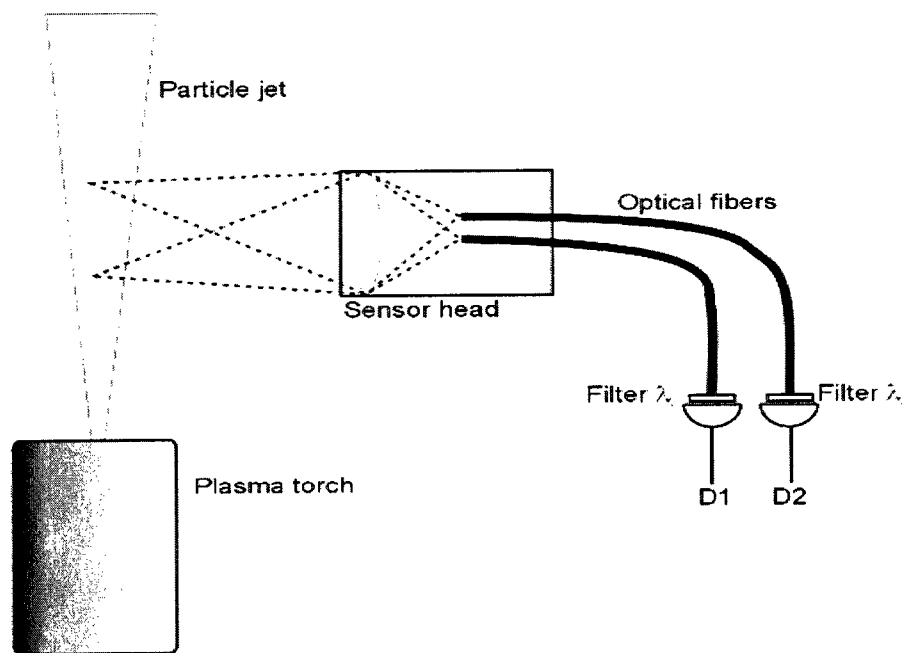 Particle jet
Optical fibers
Sensor head
Filter λ
Filter λ
Plasma torch
D1
D2